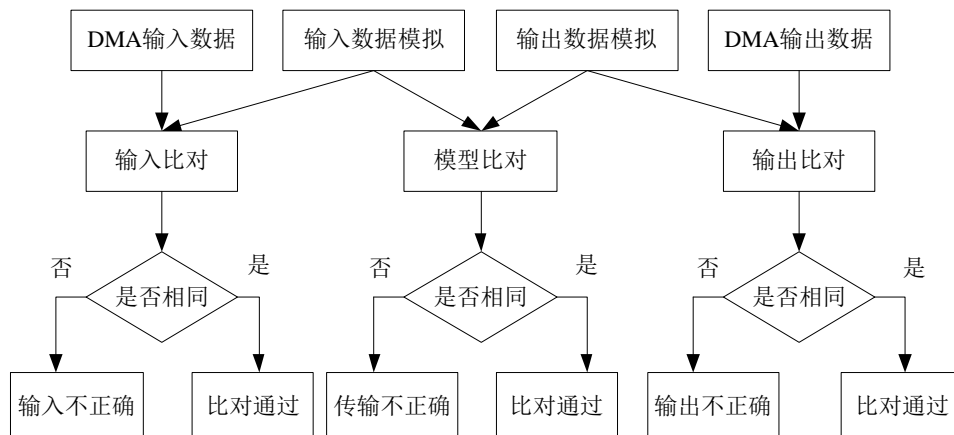 DMA输入数据
输入数据模拟
输出数据模拟
DMA输出数据
输入比对
模型比对
输出比对
否
是
否
是
否
是
是否相同
是否相同
是否相同
输入不正确
比对通过
传输不正确
比对通过
输出不正确
比对通过